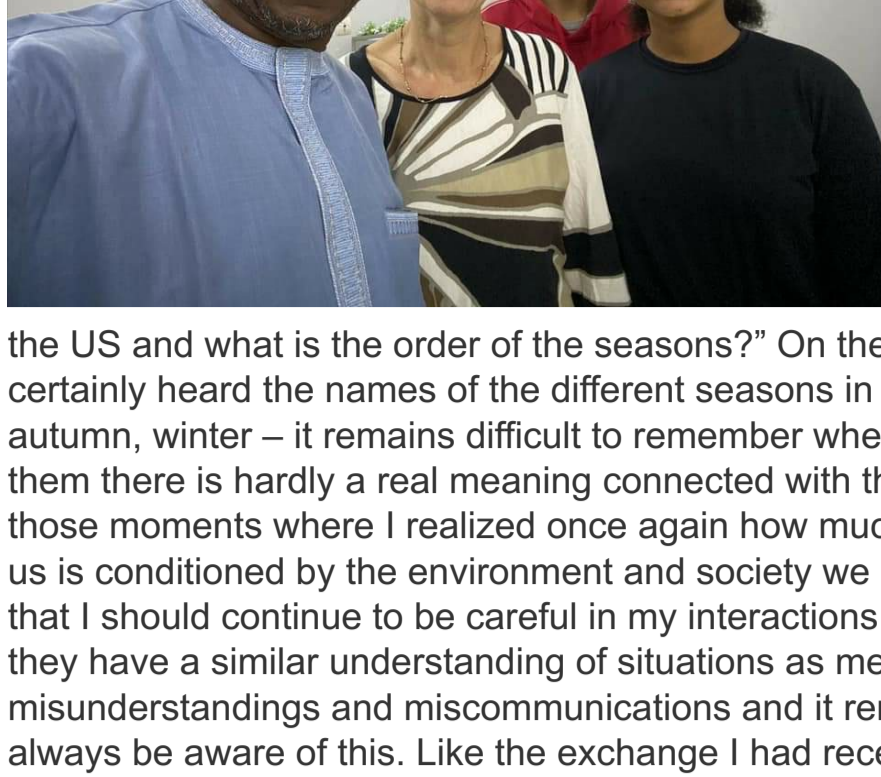 the US and what is the order of the seasons?” On the
certainly heard the names of the different seasons in
autumn, winter – it remains difficult to remember
them there is hardly a real meaning connected with
those moments where I realized once again how
us is conditioned by the environment and society we
that I should continue to be careful in my interactions
they have a similar understanding of situations as me
misunderstandings and miscommunications and it
always be aware of this. Like the exchange I had